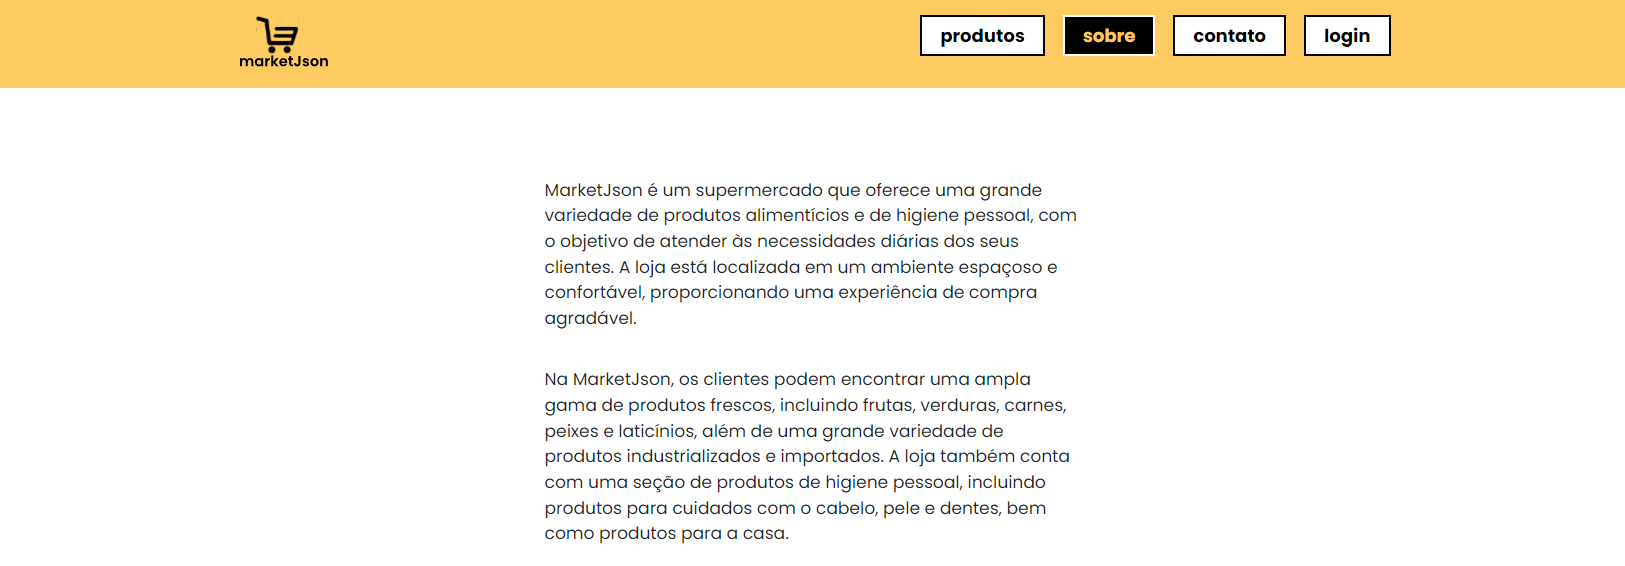 marketJson
produtos
sobre
contato
login
MarketJson é um supermercado que oferece uma grande
variedade de produtos alimentícios e de higiene pessoal, com
o objetivo de atender às necessidades diárias dos seus
clientes. A loja está localizada em um ambiente espaçoso e
confortável, proporcionando uma experiência de compra
agradável.
Na MarketJson, os clientes podem encontrar uma ampla
gama de produtos frescos, incluindo frutas, verduras, carnes,
peixes e laticínios, além de uma grande variedade de
produtos industrializados e importados. A loja também conta
com uma seção de produtos de higiene pessoal, incluindo
produtos para cuidados com o cabelo, pele e dentes, bem
como produtos para a casa.